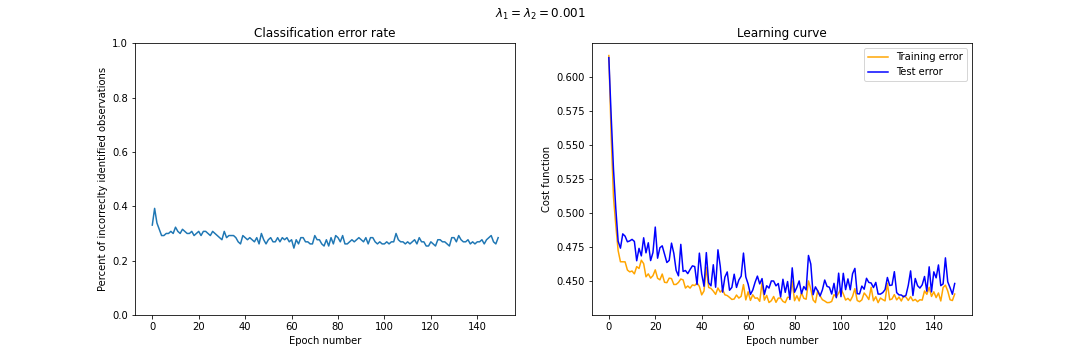 λ₁ = λ₂ = 0.001
Classification error rate
Percent of incorreclty identified observations
1.0
0.8
0.6
0.4
0.2
0.0
0 20 40 60 80 100 120 140
Epoch number
Learning curve
Training error
Test error
Cost function
0.600
0.575
0.550
0.525
0.500
0.475
0.450
0 20 40 60 80 100 120 140
Epoch number